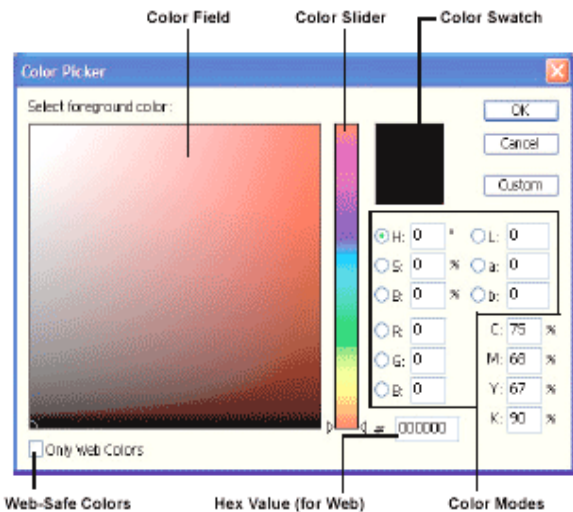 Color Field Color Slider Color Swatch
Color Picker
Select foreground color:
OK
Cancel
Custom
H: 0 ° L: 0
S: 0 % a: 0
B: 0 % b: 0
R: 0 C: 75 %
G: 0 M: 68 %
B: 0 Y: 67 %
K: 90 %
# 000000
Only Web Colors
Web-Safe Colors Hex Value (for Web) Color Modes